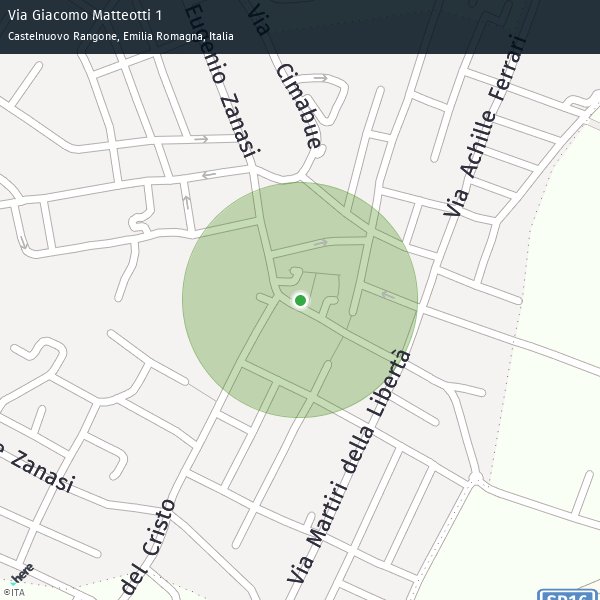 Via Giacomo Matteotti 1
Castelnuovo Rangone, Emilia Romagna, Italia
Eugenio Zanasi
Via Cimabue
Via Achille Ferrari
Via Martiri della Libertà
Zanasi
del Cristo
here
©ITA
SP16